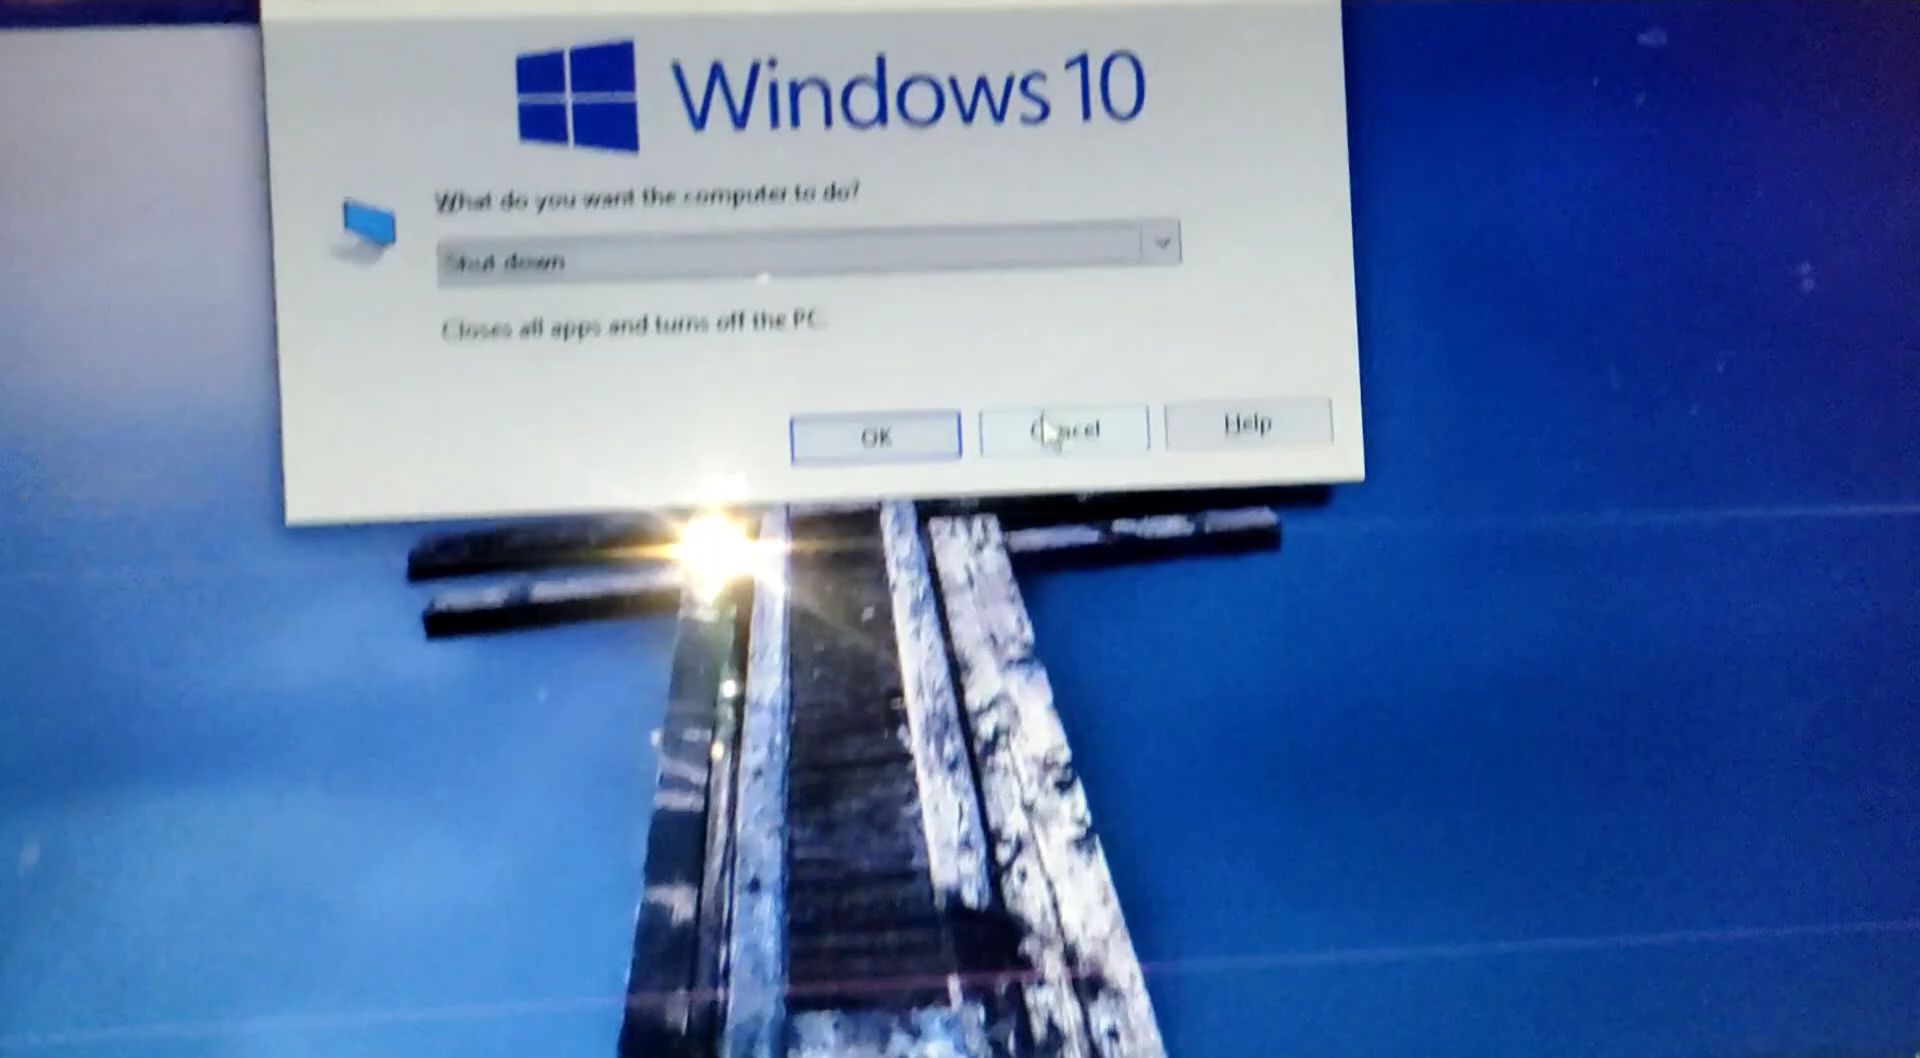 Windows 10
What do you want the computer to do?
Shut down
Closes all apps and turns off the PC.
OK
Cancel
Help